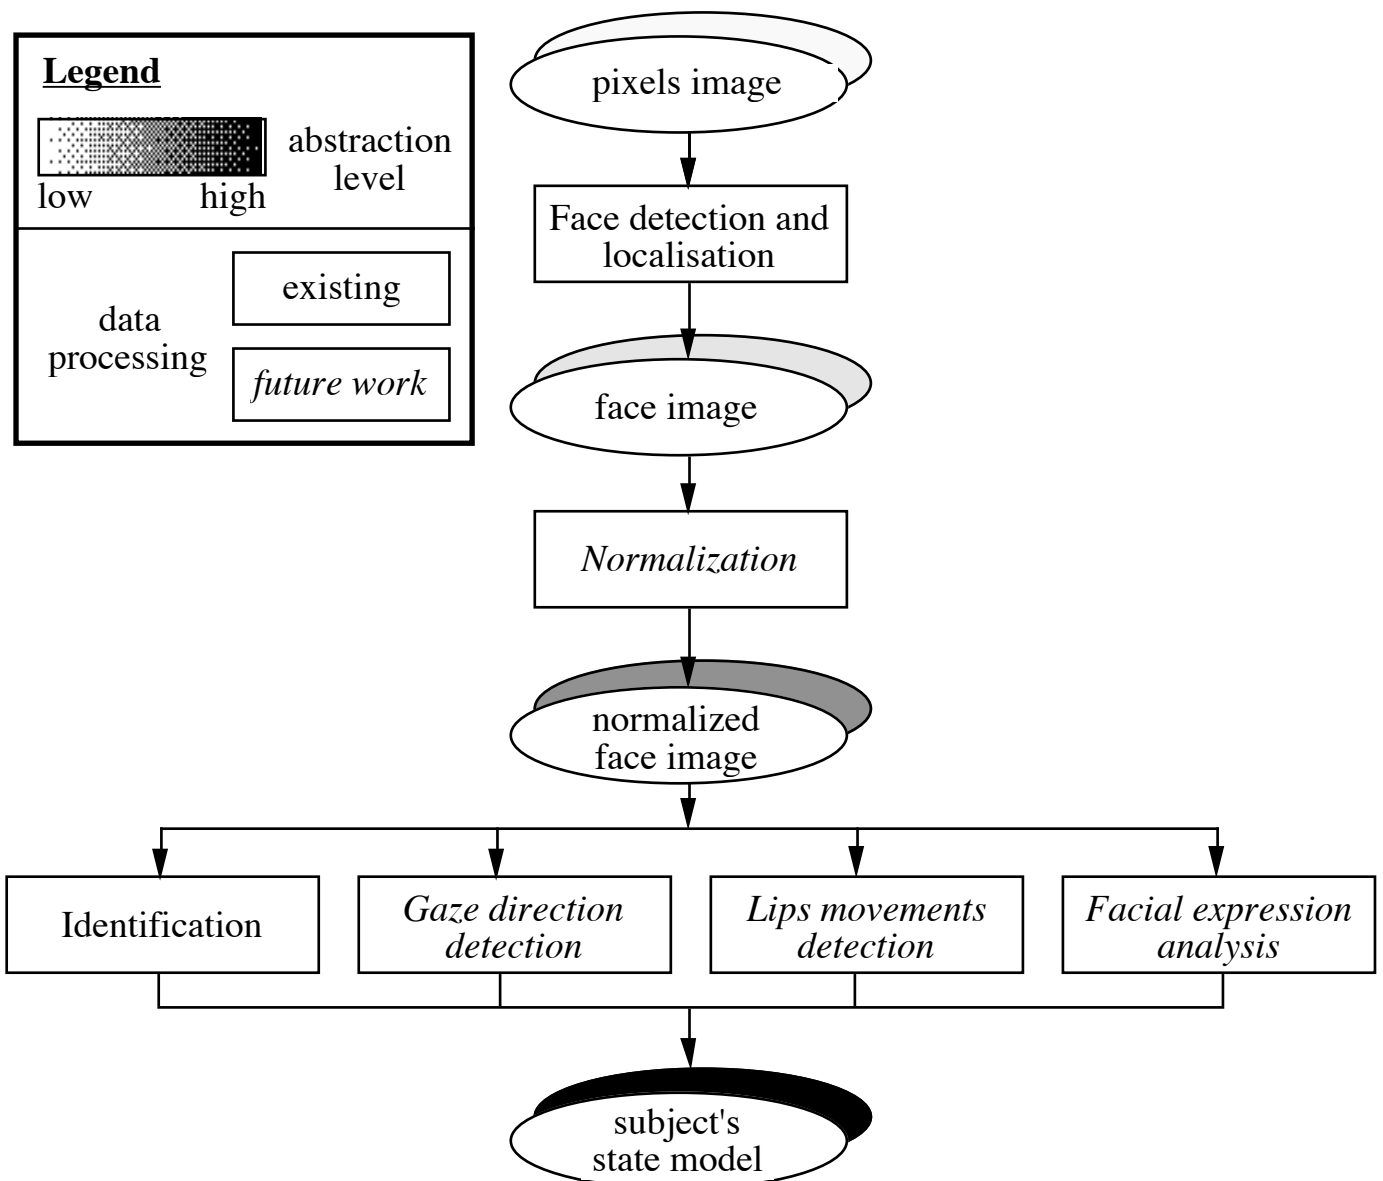 Legend
abstraction
level
low
high
data
processing
existing
future work
pixels image
Face detection and
localisation
face image
Normalization
normalized
face image
Identification
Gaze direction
detection
Lips movements
detection
Facial expression
analysis
subject's
state model